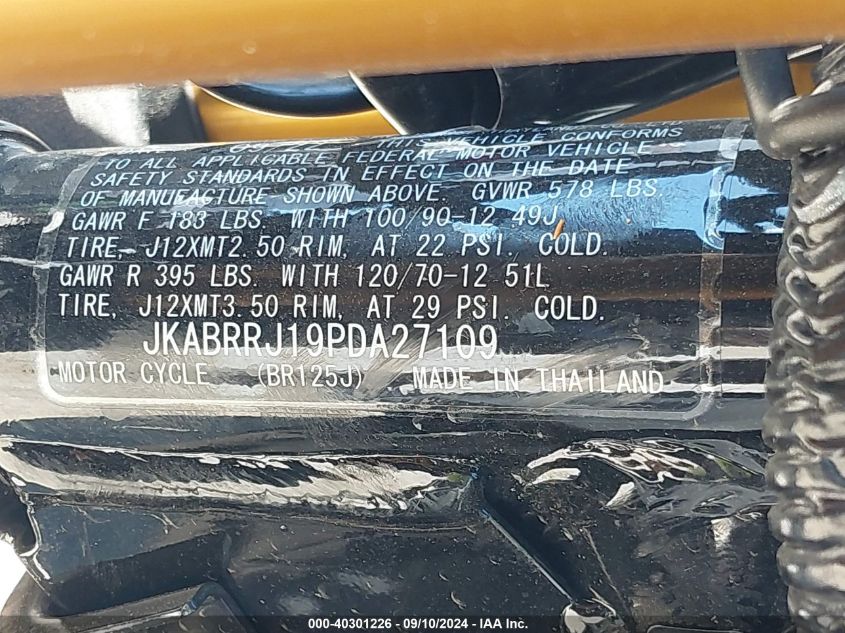 THIS VEHICLE CONFORMS
TO ALL APPLICABLE FEDERAL MOTOR VEHICLE
SAFETY STANDARDS IN EFFECT ON THE DATE
OF MANUFACTURE SHOWN ABOVE. GVWR 578 LBS.
GAWR F 183 LBS. WITH 100/90-12 49J
TIRE, J12XMT2.50 RIM, AT 22 PSI. COLD.
GAWR R 395 LBS. WITH 120/70-12 51L
TIRE, J12XMT3.50 RIM, AT 29 PSI. COLD.
JKABRRJ19PDA27109
MOTOR CYCLE (BR125J) MADE IN THAILAND
000-40301226 - 09/10/2024 - IAA Inc.